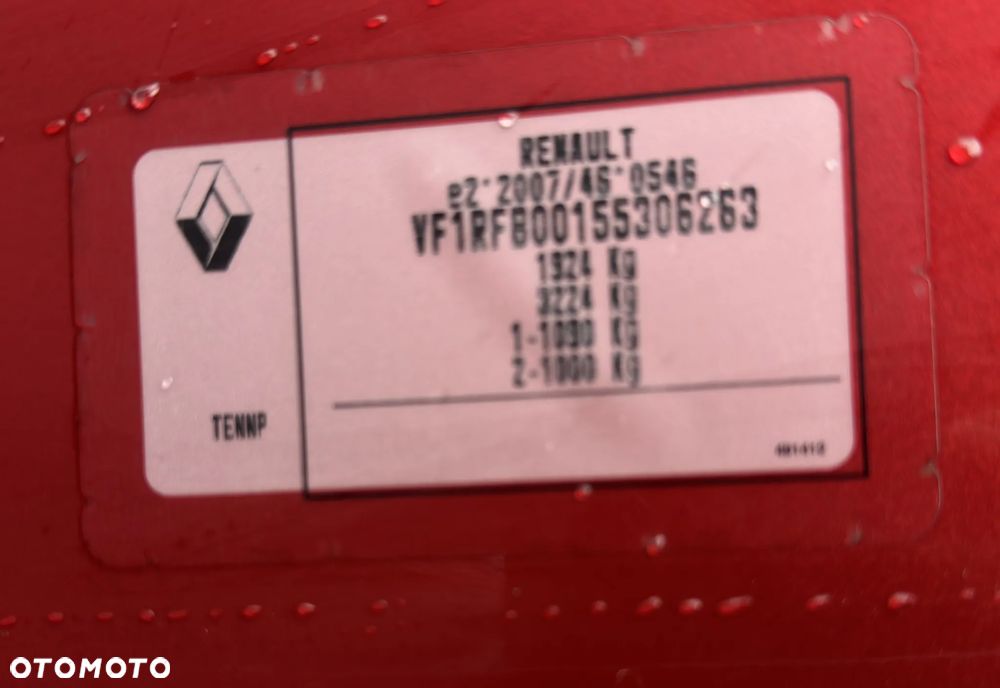 RENAULT
e2*2007/46*0546
VF1RFB00155306263
1924 Kg
3224 Kg
1-1090 Kg
2-1000 Kg
TENNP
OTOMOTO